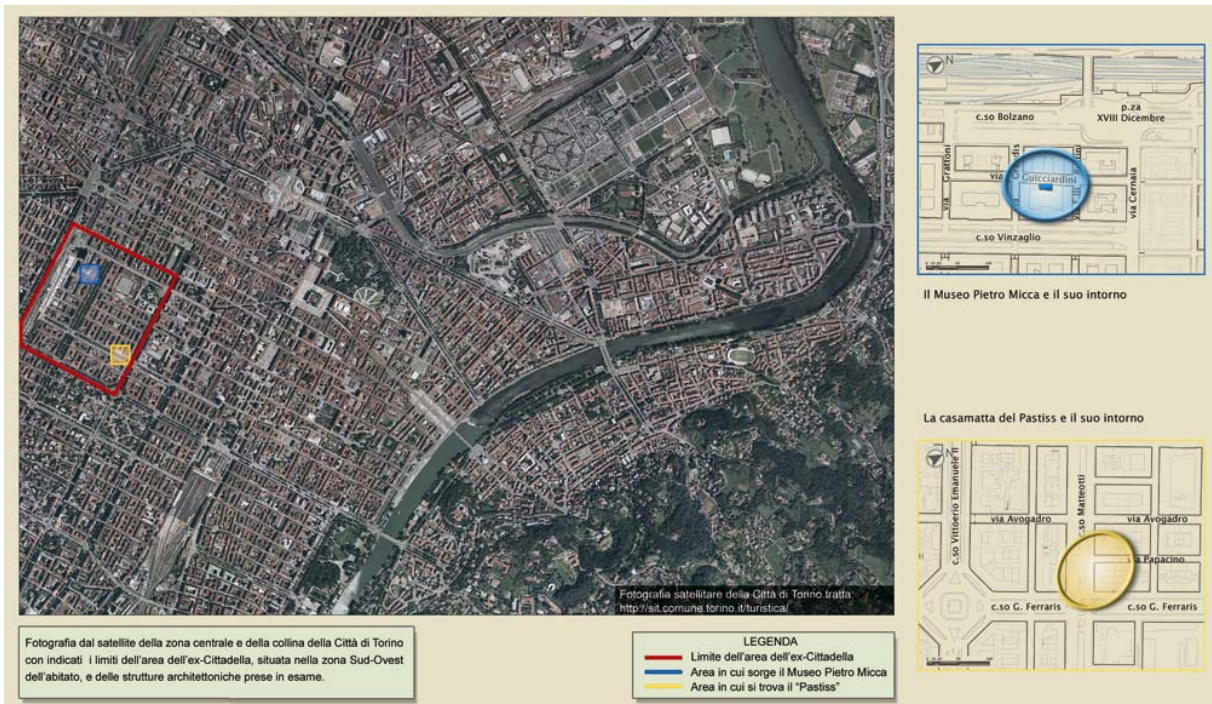 Fotografia satellitare della Città di Torino tratta:
http://sit.comune.torino.it/turistica/
Fotografia dal satellite della zona centrale e della collina della Città di Torino
con indicati i limiti dell'area dell'ex-Cittadella, situata nella zona Sud-Ovest
dell'abitato, e delle strutture architettoniche prese in esame.
LEGENDA
Limite dell'area dell'ex-Cittadella
Area in cui sorge il Museo Pietro Micca
Area in cui si trova il "Pastiss"
N
c.so Bolzano
p.za
XVIII Dicembre
via Grattoni
via
Guicciardini
via Cernaia
c.so Vinzaglio
Il Museo Pietro Micca e il suo intorno
La casamatta del Pastiss e il suo intorno
N
c.so Vittoerio Emanuele II
c.so Matteotti
via Avogadro
via Avogadro
via Papacino
c.so G. Ferraris
c.so G. Ferraris